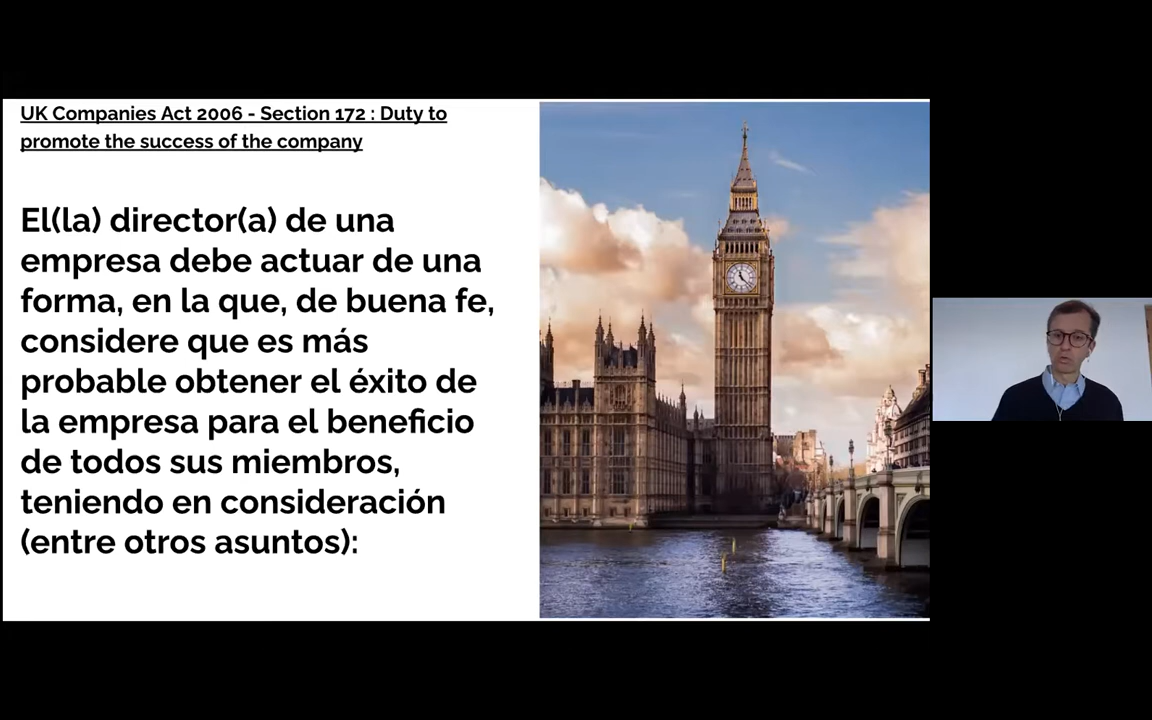 UK Companies Act 2006 - Section 172 : Duty to
promote the success of the company
El(la) director(a) de una
empresa debe actuar de una
forma, en la que, de buena fe,
considere que es más
probable obtener el éxito de
la empresa para el beneficio
de todos sus miembros,
teniendo en consideración
(entre otros asuntos):